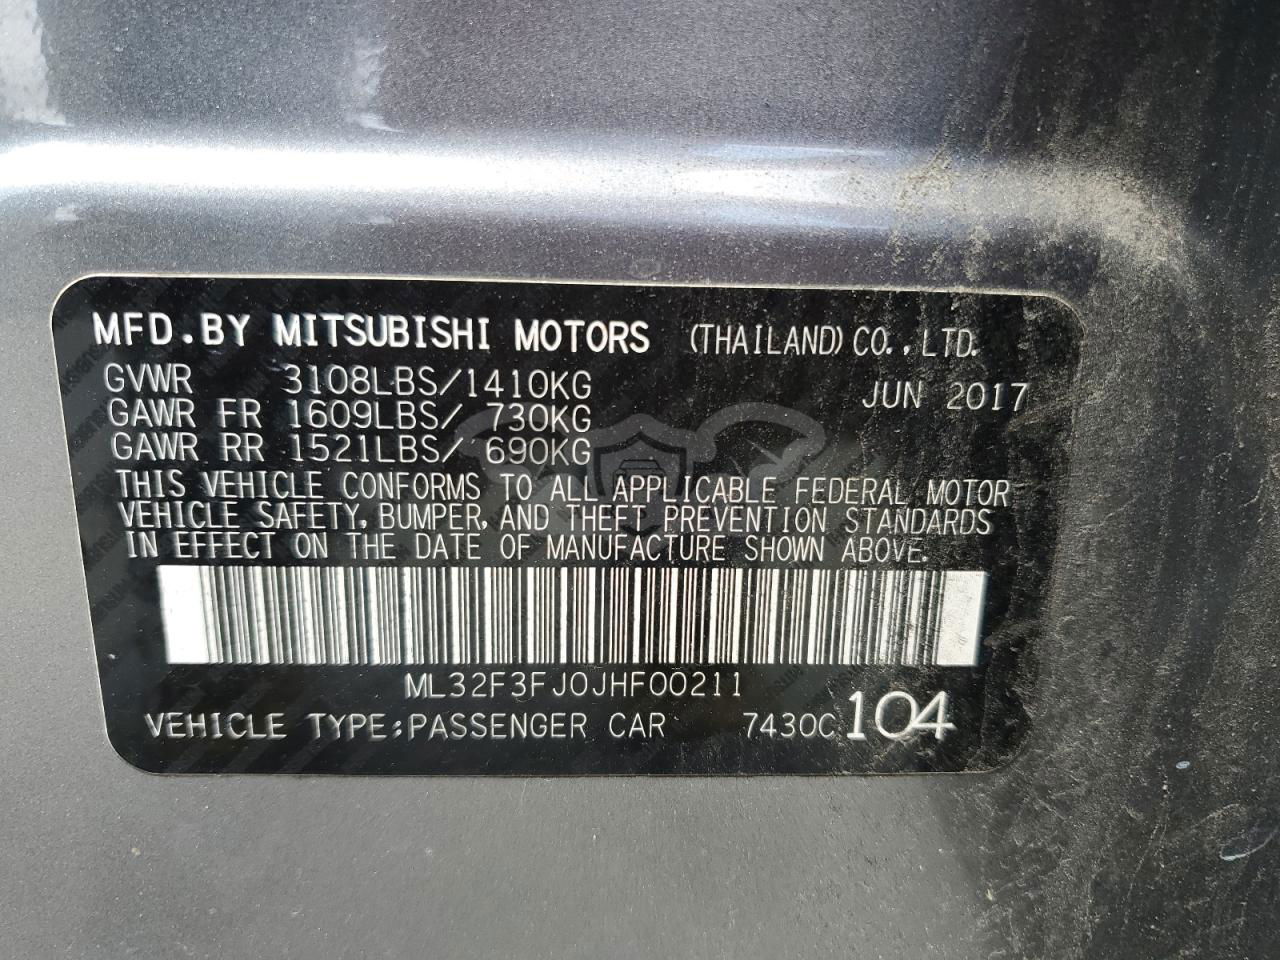 MFD.BY MITSUBISHI MOTORS (THAILAND) CO.,LTD.
GVWR 3108LBS/1410KG JUN 2017
GAWR FR 1609LBS/ 730KG
GAWR RR 1521LBS/ 690KG
THIS VEHICLE CONFORMS TO ALL APPLICABLE FEDERAL MOTOR
VEHICLE SAFETY, BUMPER, AND THEFT PREVENTION STANDARDS
IN EFFECT ON THE DATE OF MANUFACTURE SHOWN ABOVE.
ML32F3FJ0JHF00211
VEHICLE TYPE;PASSENGER CAR 7430C 104